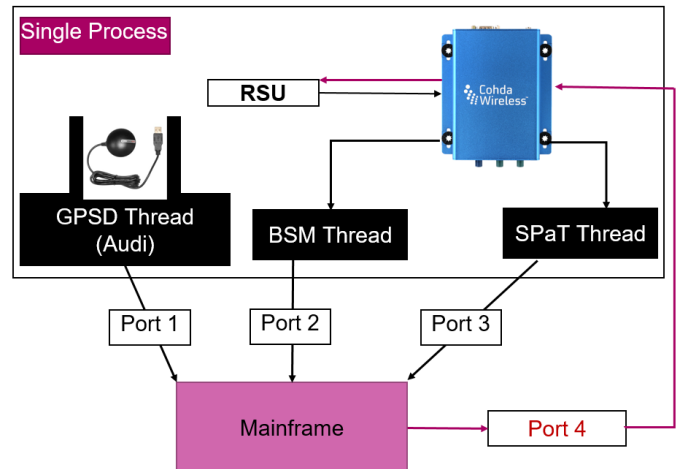 Single Process
RSU
Cohda
Wireless
GPSD Thread
(Audi)
BSM Thread
SPaT Thread
Port 1
Port 2
Port 3
Mainframe
Port 4